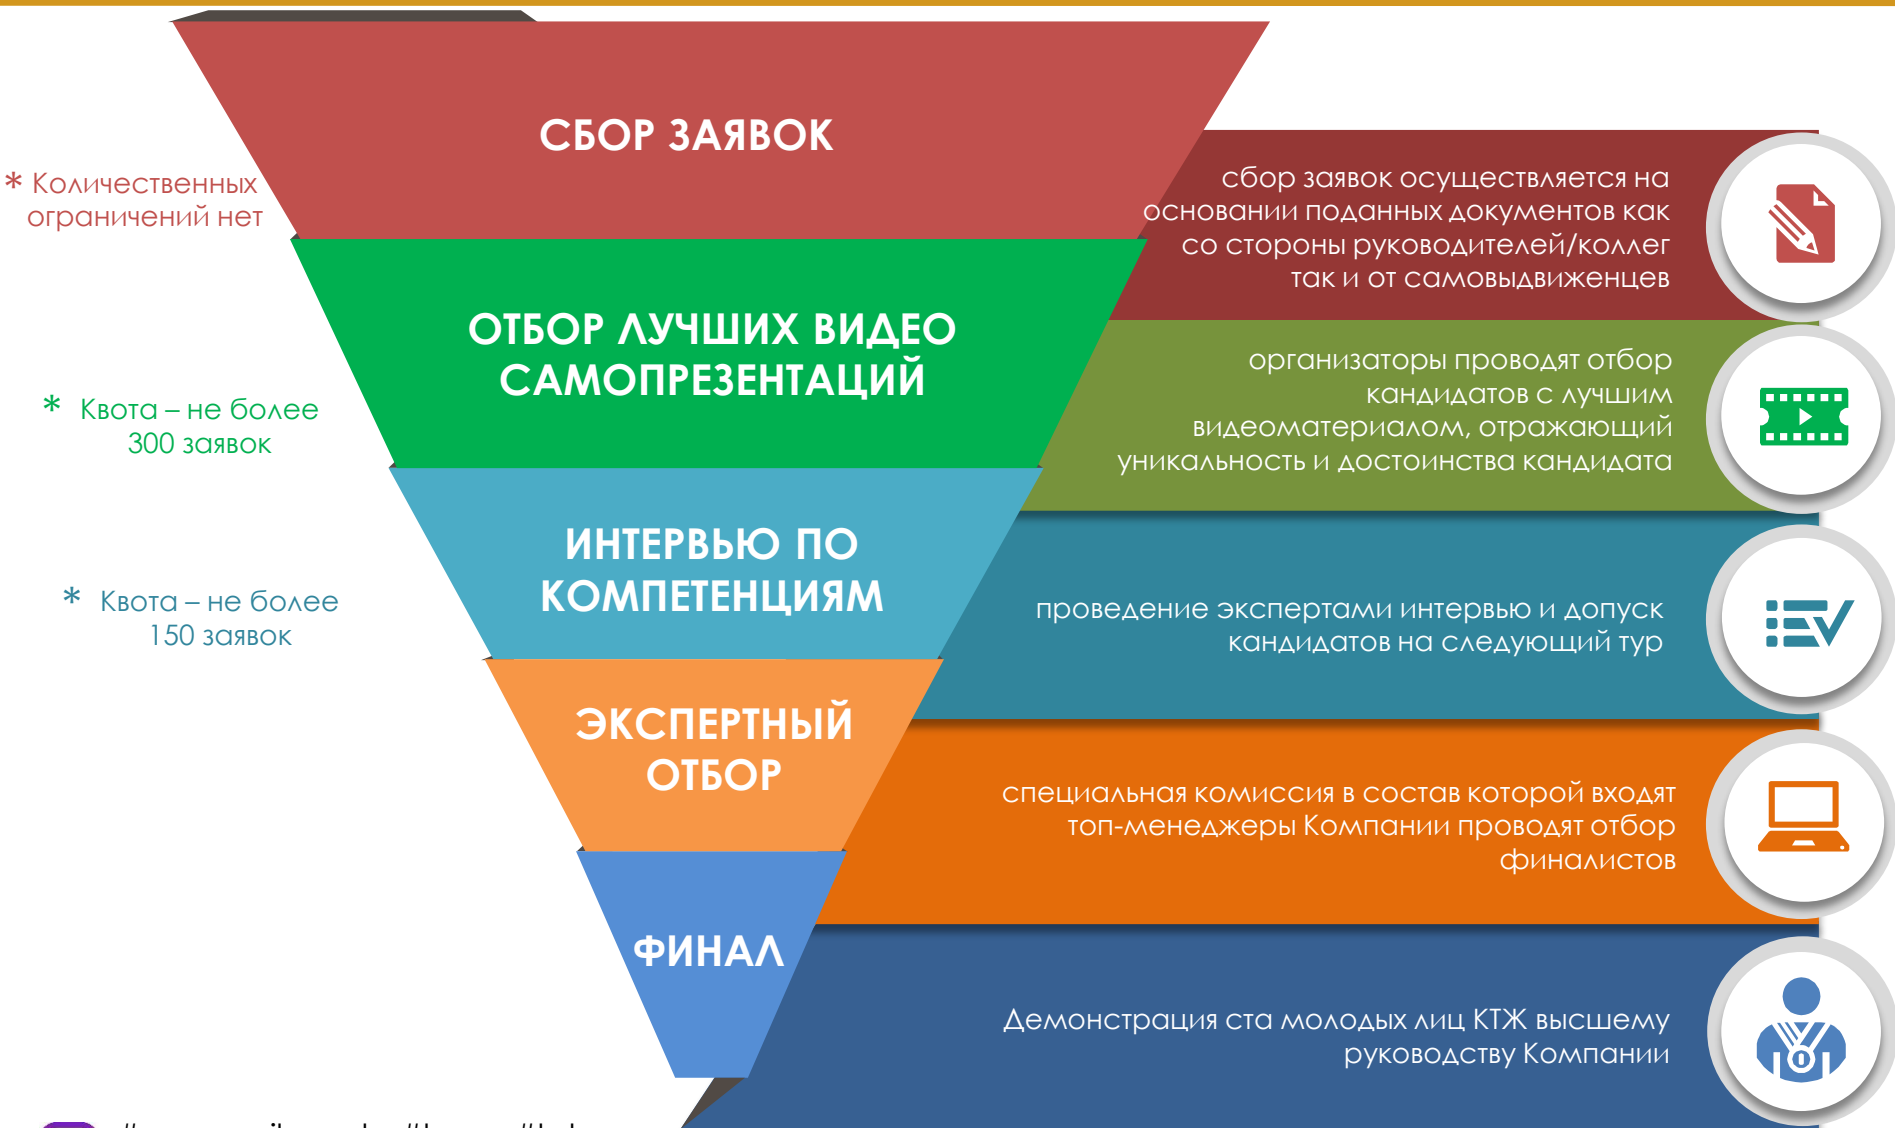 СБОР ЗАЯВОК
* Количественных
ограничений нет
сбор заявок осуществляется на
основании поданных документов как
со стороны руководителей/коллег
так и от самовыдвиженцев
ОТБОР ЛУЧШИХ ВИДЕО
САМОПРЕЗЕНТАЦИЙ
* Квота – не более
300 заявок
организаторы проводят отбор
кандидатов с лучшим
видеоматериалом, отражающий
уникальность и достоинства кандидата
ИНТЕРВЬЮ ПО
КОМПЕТЕНЦИЯМ
* Квота – не более
150 заявок
проведение экспертами интервью и допуск
кандидатов на следующий тур
ЭКСПЕРТНЫЙ
ОТБОР
специальная комиссия в состав которой входят
топ-менеджеры Компании проводят отбор
финалистов
ФИНАЛ
Демонстрация ста молодых лиц КТЖ высшему
руководству Компании